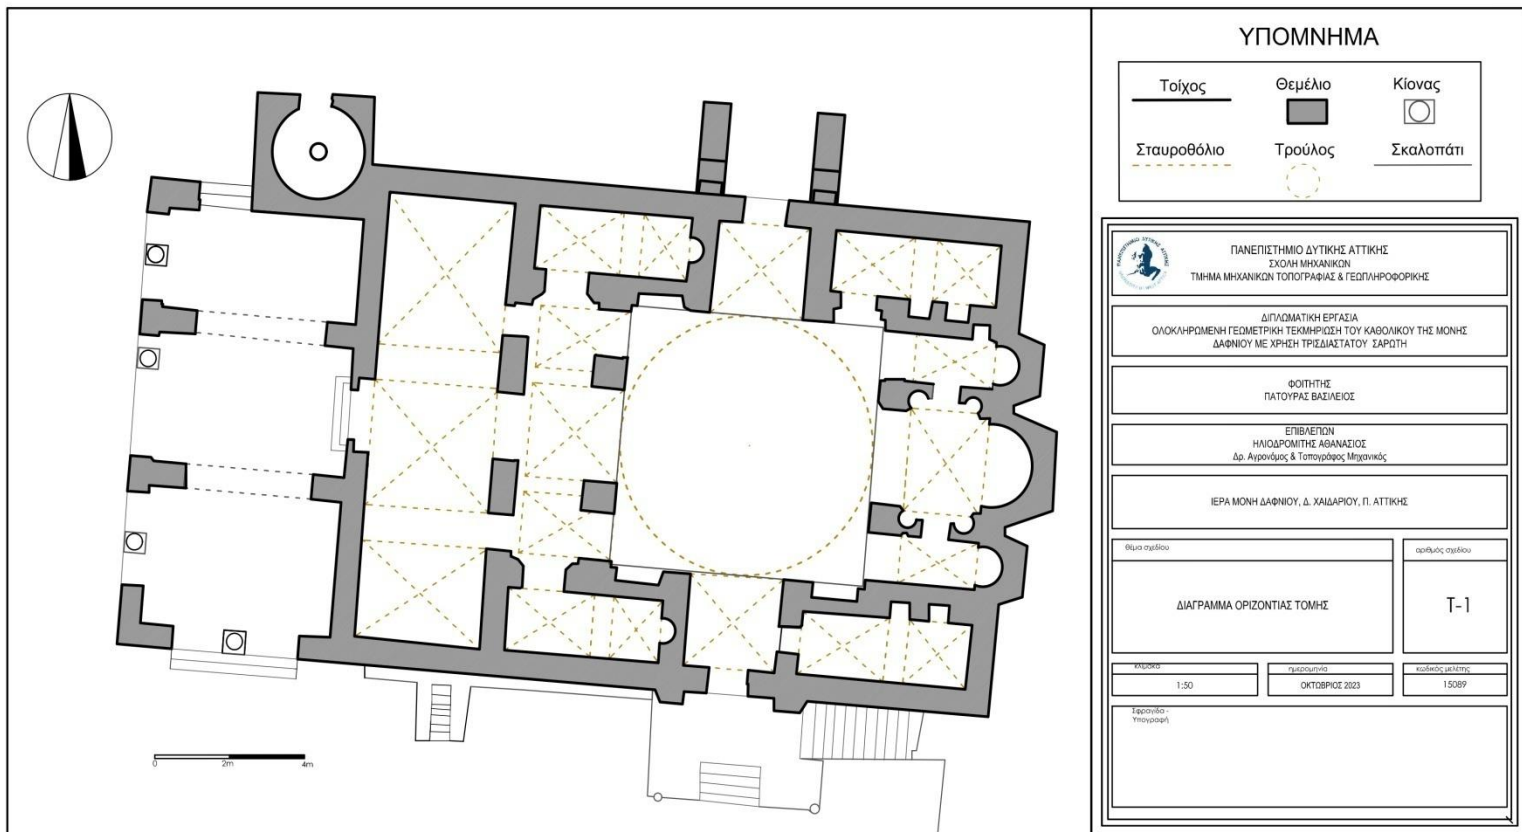 ΥΠΟΜΝΗΜΑ
Τοίχος Θεμέλιο Κίονας
Σταυροθόλιο Τρούλος Σκαλοπάτι
ΠΑΝΕΠΙΣΤΗΜΙΟ ΔΥΤΙΚΗΣ ΑΤΤΙΚΗΣ
ΣΧΟΛΗ ΜΗΧΑΝΙΚΩΝ
ΤΜΗΜΑ ΜΗΧΑΝΙΚΩΝ ΤΟΠΟΓΡΑΦΙΑΣ & ΓΕΩΠΛΗΡΟΦΟΡΙΚΗΣ
ΔΙΠΛΩΜΑΤΙΚΗ ΕΡΓΑΣΙΑ
ΟΛΟΚΛΗΡΩΜΕΝΗ ΓΕΩΜΕΤΡΙΚΗ ΤΕΚΜΗΡΙΩΣΗ ΤΟΥ ΚΑΘΟΛΙΚΟΥ ΤΗΣ ΜΟΝΗΣ
ΔΑΦΝΙΟΥ ΜΕ ΧΡΗΣΗ ΤΡΙΣΔΙΑΣΤΑΤΟΥ ΣΑΡΩΤΗ
ΦΟΙΤΗΤΗΣ
ΠΑΤΟΥΡΑΣ ΒΑΣΙΛΕΙΟΣ
ΕΠΙΒΛΕΠΩΝ
ΗΛΙΟΔΡΟΜΙΤΗΣ ΑΘΑΝΑΣΙΟΣ
Δρ. Αγρονόμος & Τοπογράφος Μηχανικός
ΙΕΡΑ ΜΟΝΗ ΔΑΦΝΙΟΥ, Δ. ΧΑΙΔΑΡΙΟΥ, Π. ΑΤΤΙΚΗΣ
θέμα σχεδίου
αριθμός σχεδίου
ΔΙΑΓΡΑΜΜΑ ΟΡΙΖΟΝΤΙΑΣ ΤΟΜΗΣ
Τ-1
κλίμακα
ημερομηνία
κωδικός μελέτης
1:50
ΟΚΤΩΒΡΙΟΣ 2023
15089
Σφραγίδα -
Υπογραφή
0 2m 4m